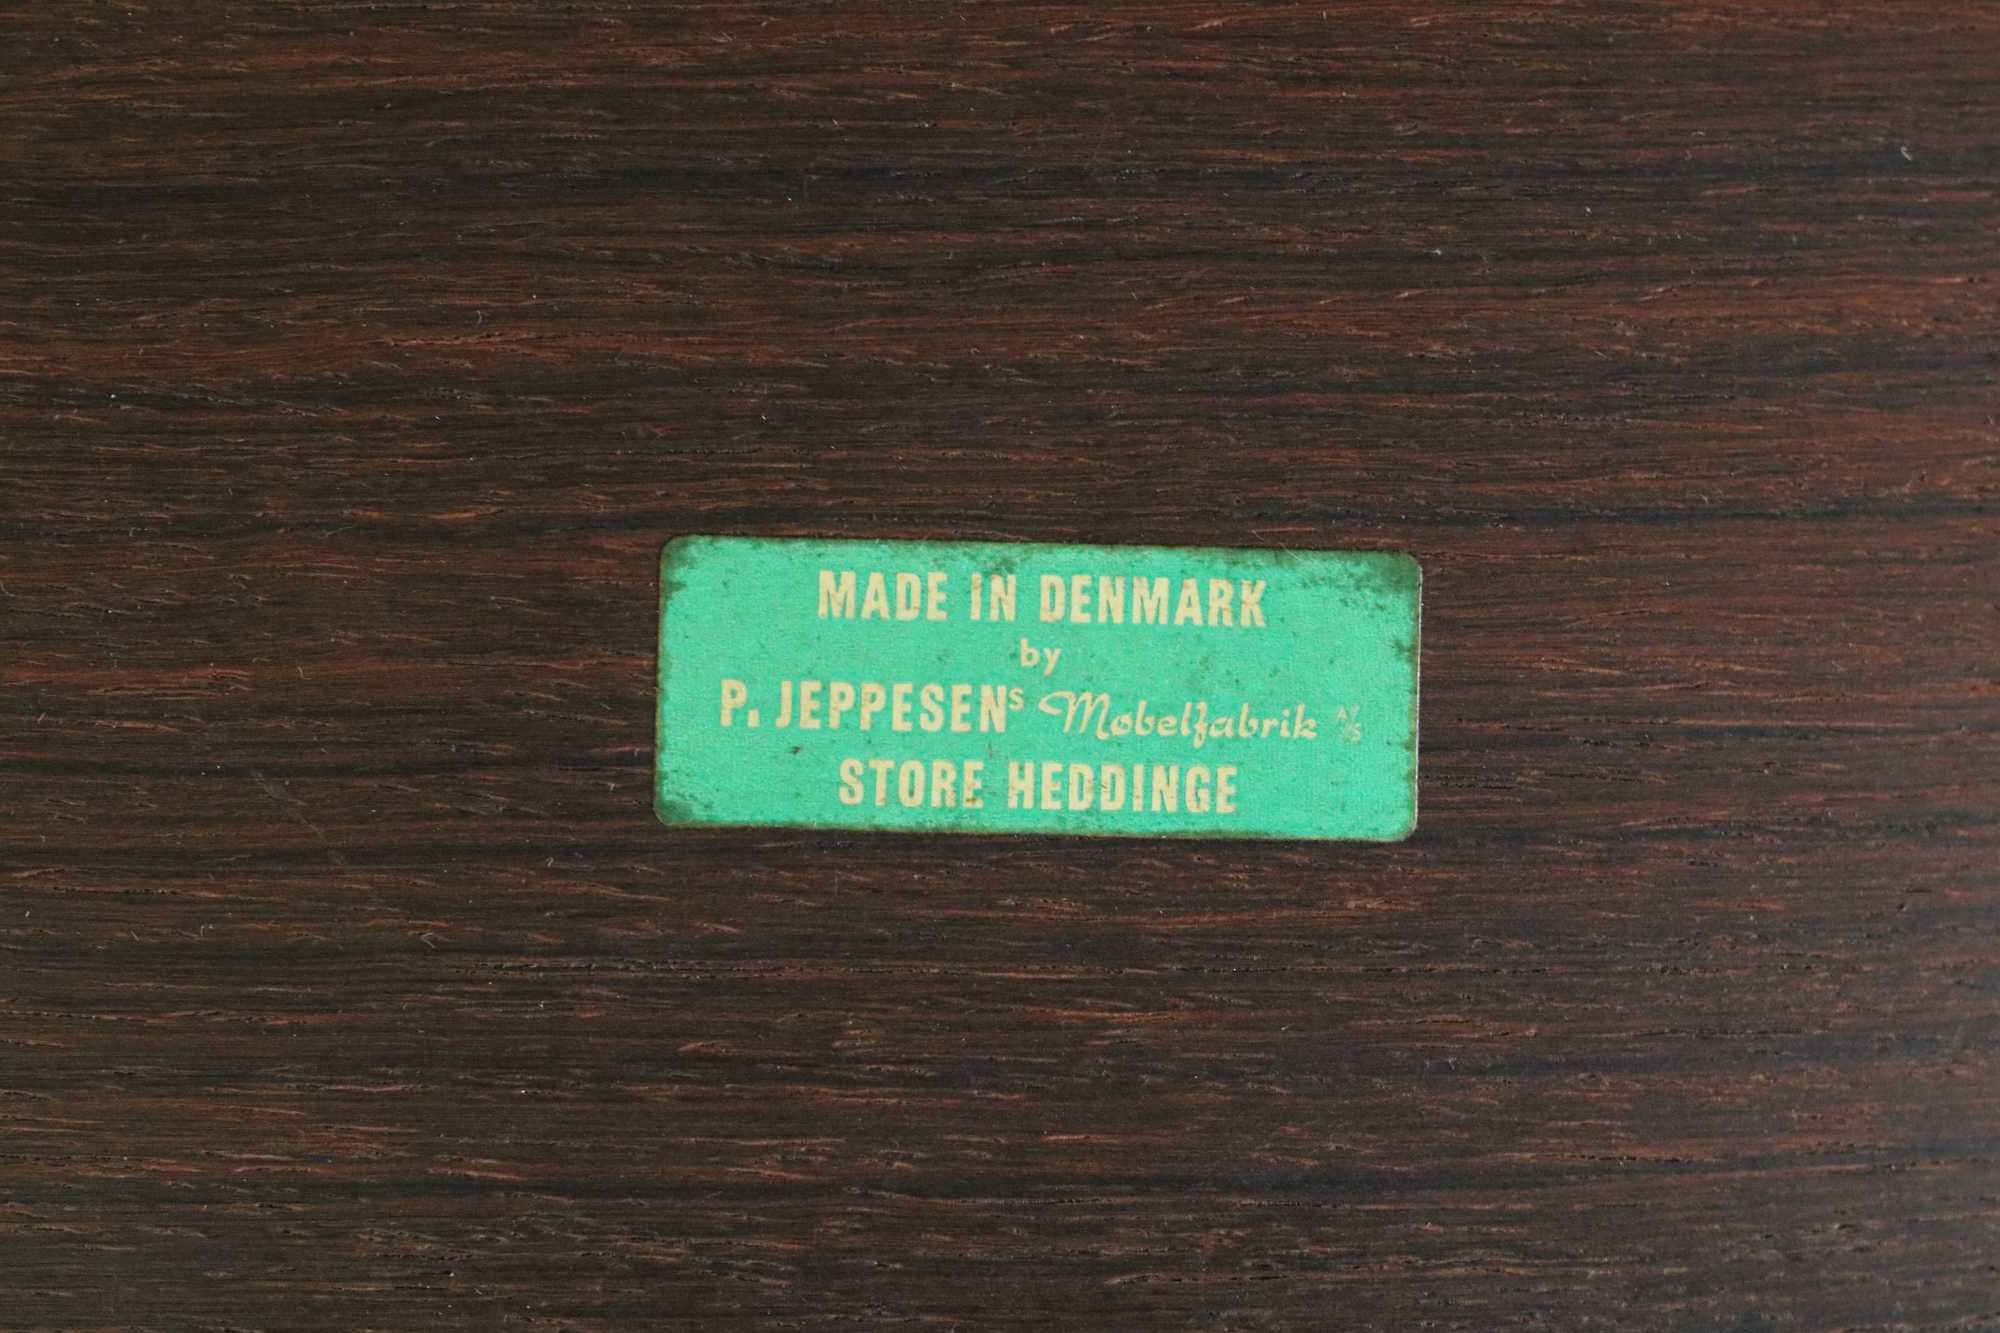 MADE IN DENMARK
by
P. JEPPESENS Møbelfabrik A/S
STORE HEDDINGE